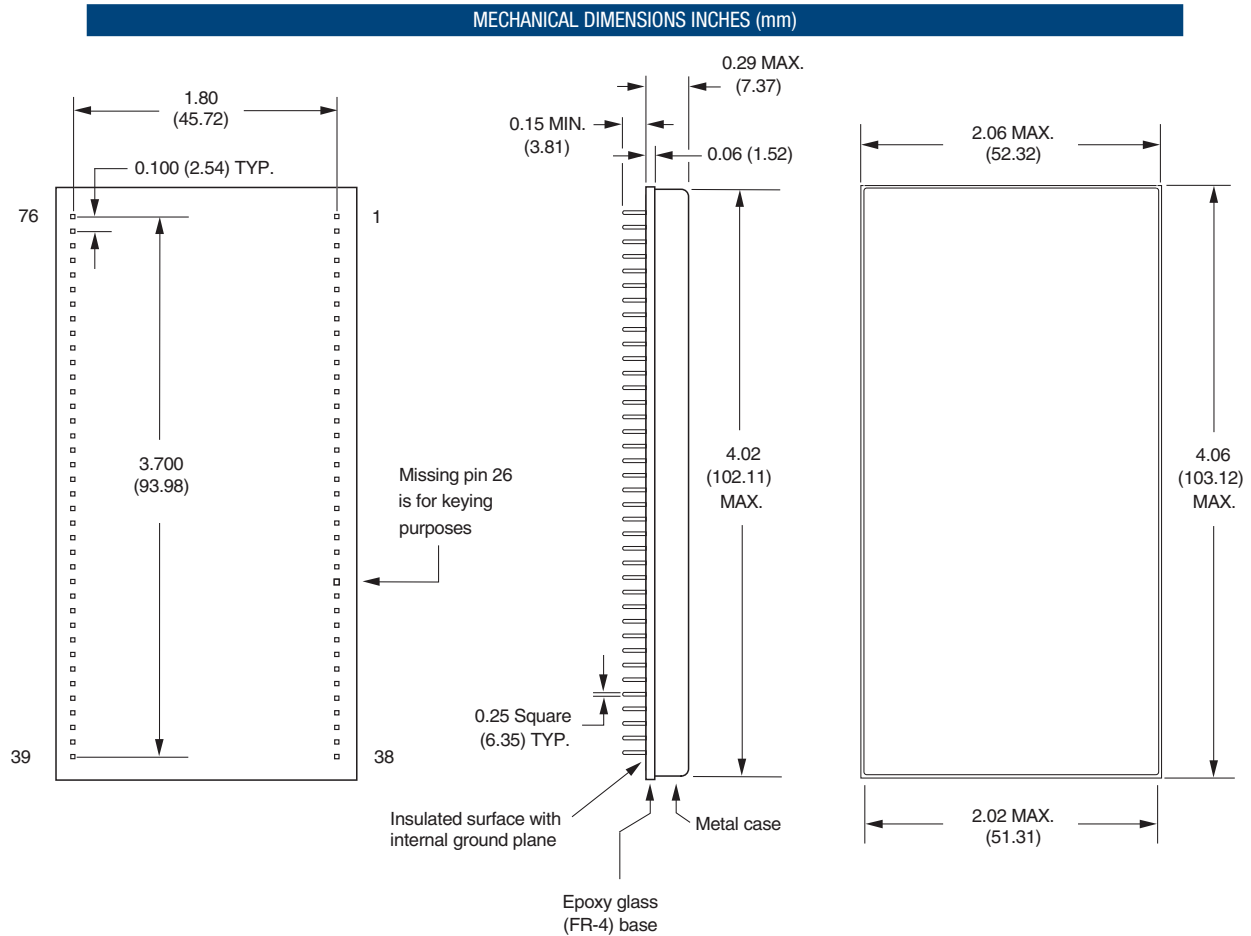 MECHANICAL DIMENSIONS INCHES (mm)
1.80
(45.72)
0.100 (2.54) TYP.
76
1
3.700
(93.98)
Missing pin 26
is for keying
purposes
39
38
0.29 MAX.
(7.37)
0.15 MIN.
(3.81)
0.06 (1.52)
4.02
(102.11)
MAX.
0.25 Square
(6.35) TYP.
Insulated surface with
internal ground plane
Metal case
Epoxy glass
(FR-4) base
2.06 MAX.
(52.32)
4.06
(103.12)
MAX.
2.02 MAX.
(51.31)